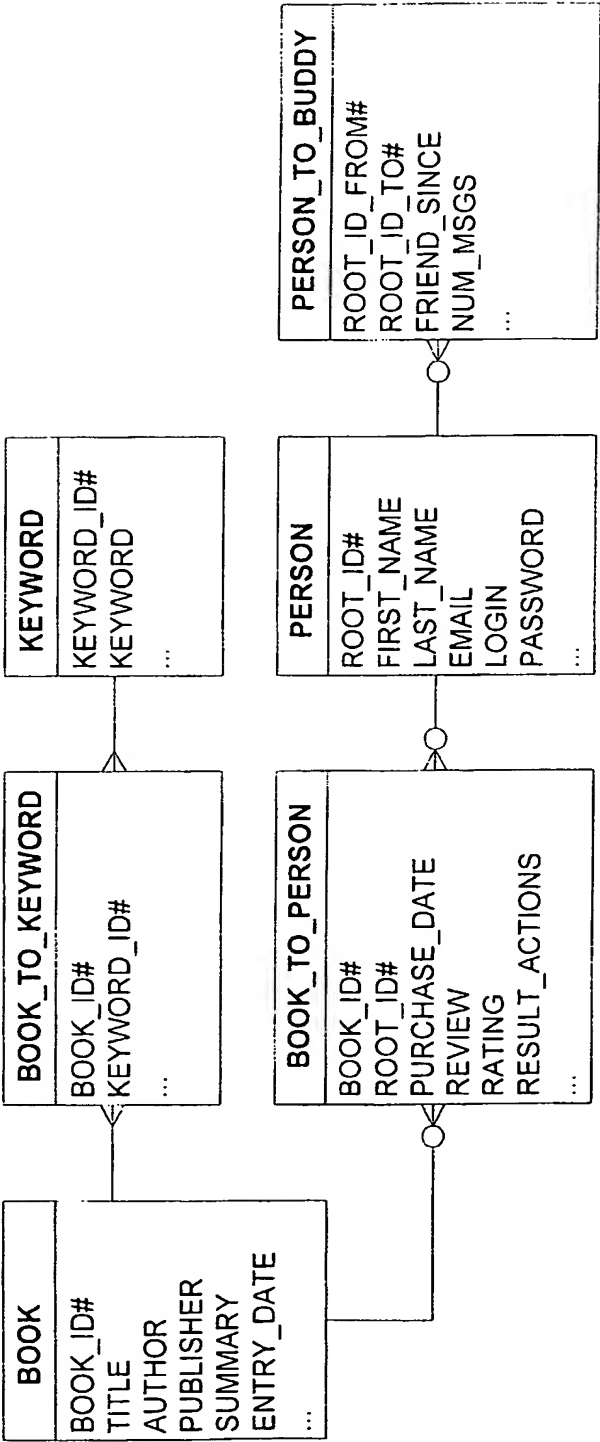 BOOK
BOOK_ID#
TITLE
AUTHOR
PUBLISHER
SUMMARY
ENTRY_DATE
...
BOOK_TO_KEYWORD
BOOK_ID#
KEYWORD_ID#
...
KEYWORD
KEYWORD_ID#
KEYWORD
...
BOOK_TO_PERSON
BOOK_ID#
ROOT_ID#
PURCHASE_DATE
REVIEW
RATING
RESULT_ACTIONS
...
PERSON
ROOT_ID#
FIRST_NAME
LAST_NAME
EMAIL
LOGIN
PASSWORD
...
PERSON_TO_BUDDY
ROOT_ID_FROM#
ROOT_ID_TO#
FRIEND_SINCE
NUM_MSGS
...